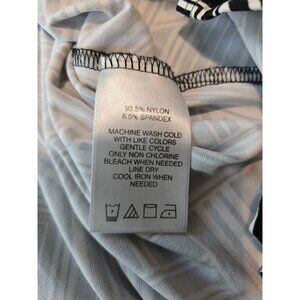 93.5% NYLON
6.5% SPANDEX
MACHINE WASH COLD
WITH LIKE COLORS
GENTLE CYCLE
ONLY NON CHLORINE
BLEACH WHEN NEEDED
LINE DRY
COOL IRON WHEN
NEEDED